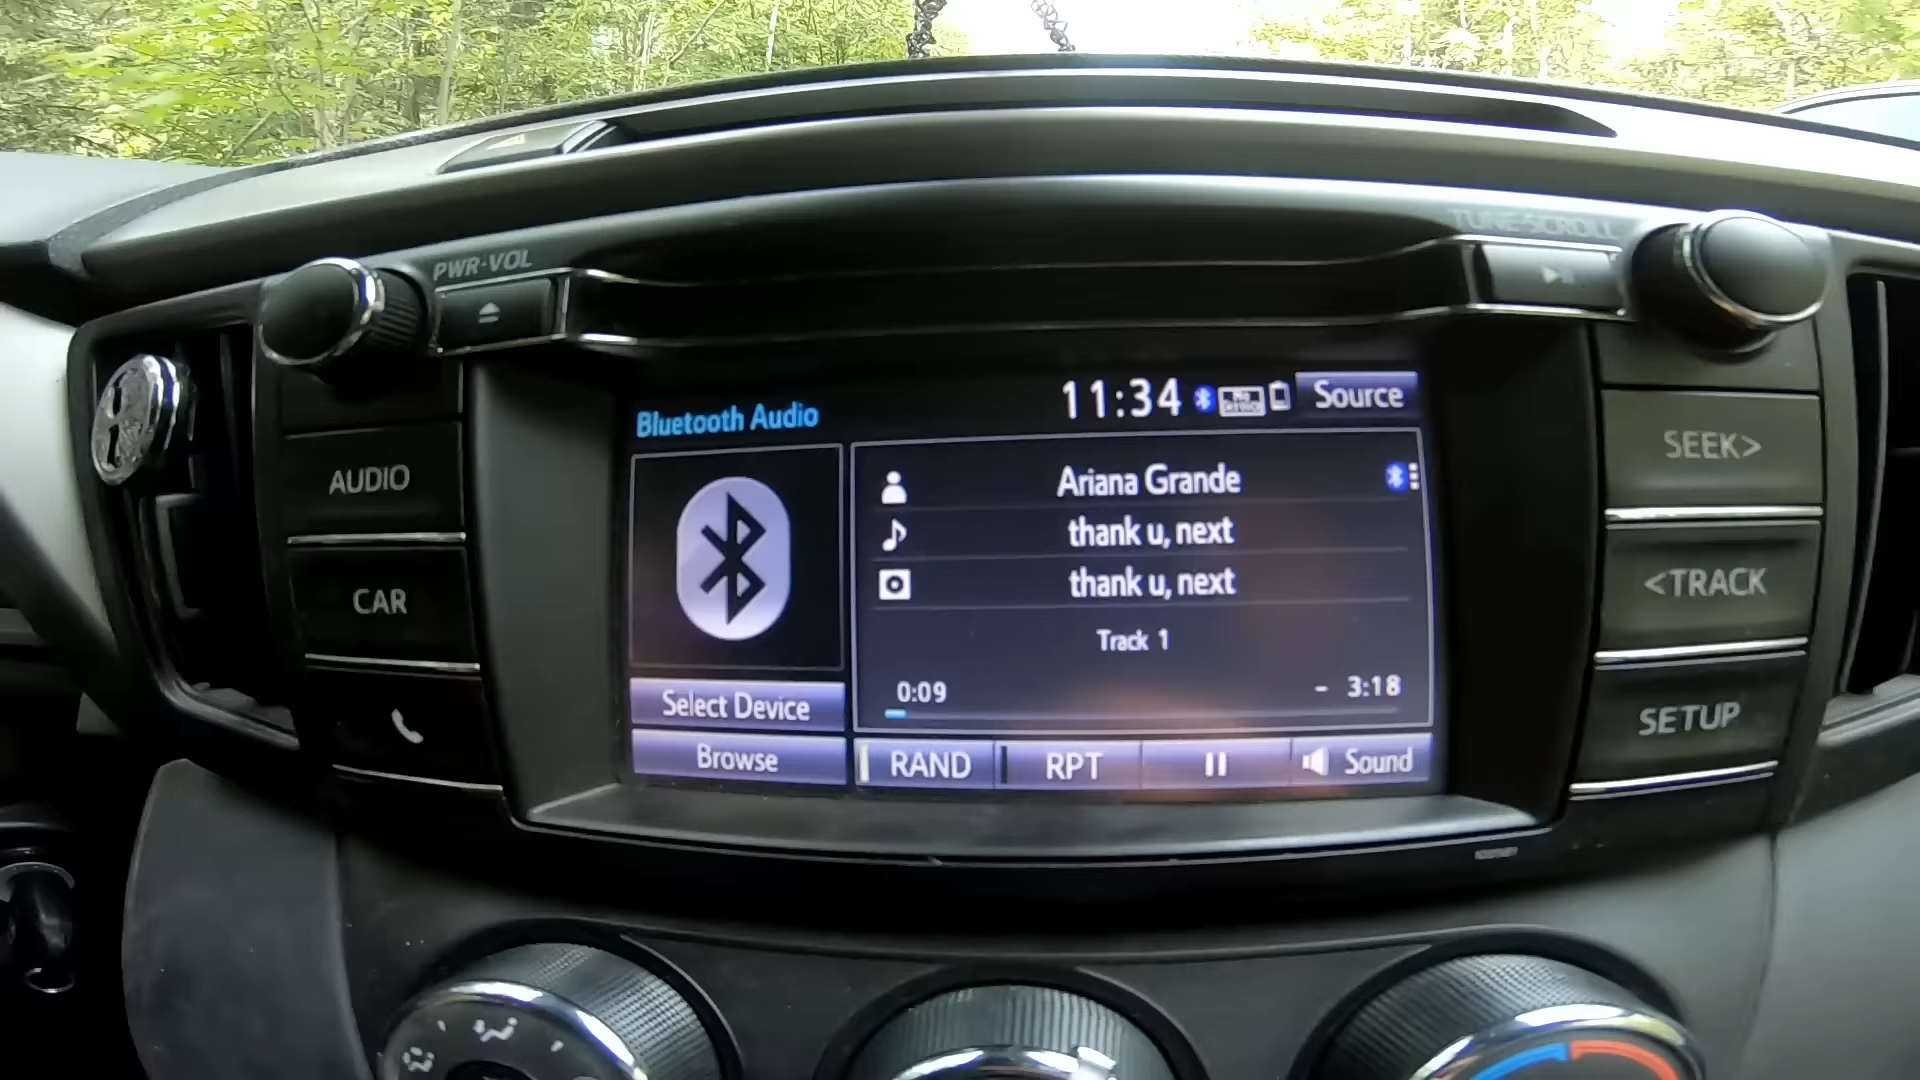 PWR·VOL
TUNE·SCROLL
AUDIO
CAR
Bluetooth Audio
11:34
Source
Ariana Grande
thank u, next
thank u, next
Track 1
0:09
- 3:18
Select Device
Browse
RAND
RPT
Sound
SEEK>
<TRACK
SETUP